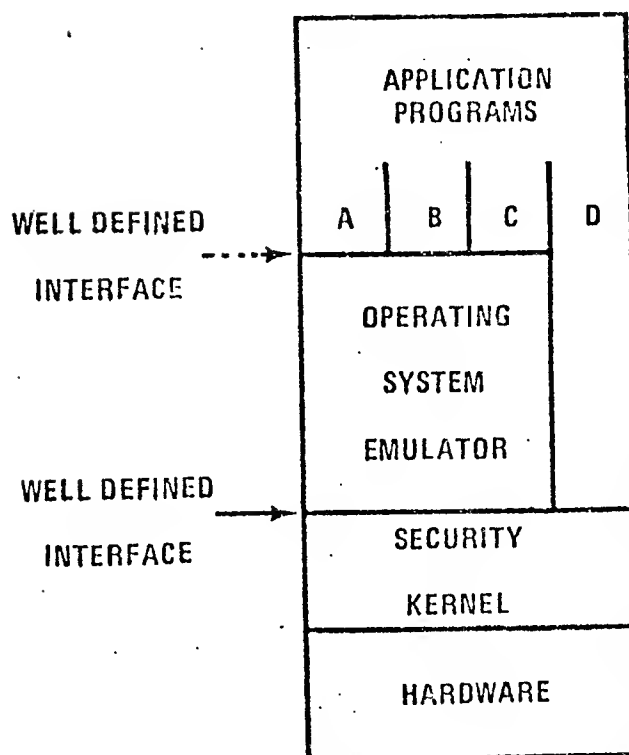 APPLICATION
PROGRAMS
A B C D
WELL DEFINED
INTERFACE
OPERATING
SYSTEM
EMULATOR
WELL DEFINED
INTERFACE
SECURITY
KERNEL
HARDWARE